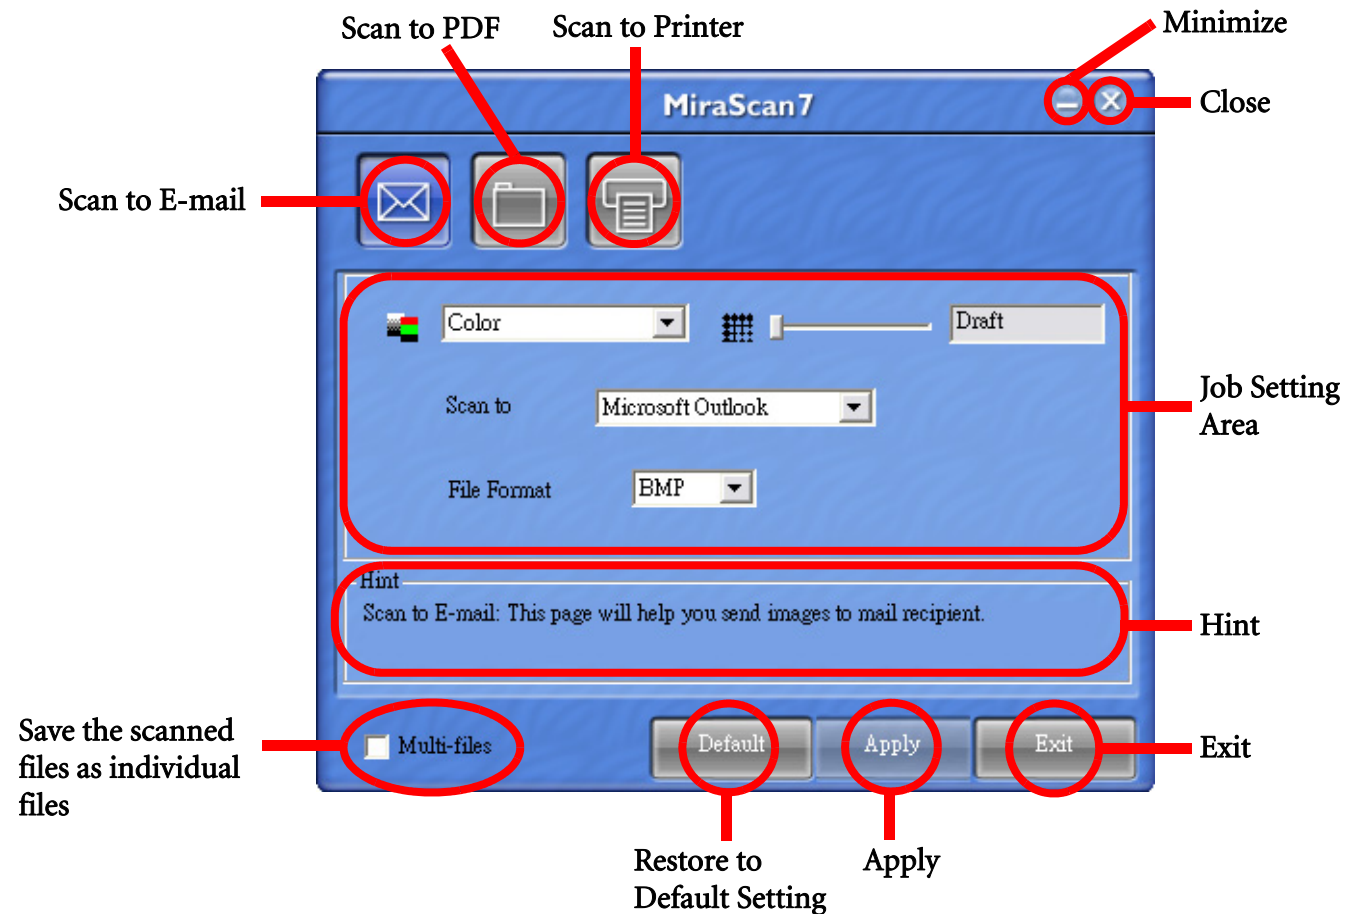 Scan to PDF
Scan to Printer
Minimize
MiraScan7
Close
Scan to E-mail
Color
Draft
Scan to
Microsoft Outlook
Job Setting
Area
File Format
BMP
Hint
Scan to E-mail: This page will help you send images to mail recipient.
Hint
Save the scanned
files as individual
files
Multi-files
Default
Apply
Exit
Exit
Restore to
Default Setting
Apply